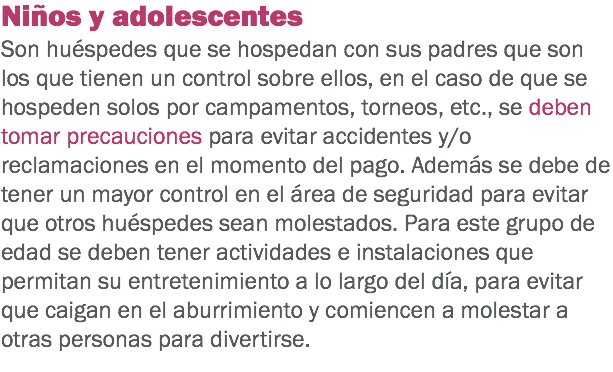 Niños y adolescentes
Son huéspedes que se hospedan con sus padres que son
los que tienen un control sobre ellos, en el caso de que se
hospeden solos por campamentos, torneos, etc., se deben
tomar precauciones para evitar accidentes y/o
reclamaciones en el momento del pago. Además se debe de
tener un mayor control en el área de seguridad para evitar
que otros huéspedes sean molestados. Para este grupo de
edad se deben tener actividades e instalaciones que
permitan su entretenimiento a lo largo del día, para evitar
que caigan en el aburrimiento y comiencen a molestar a
otras personas para divertirse.